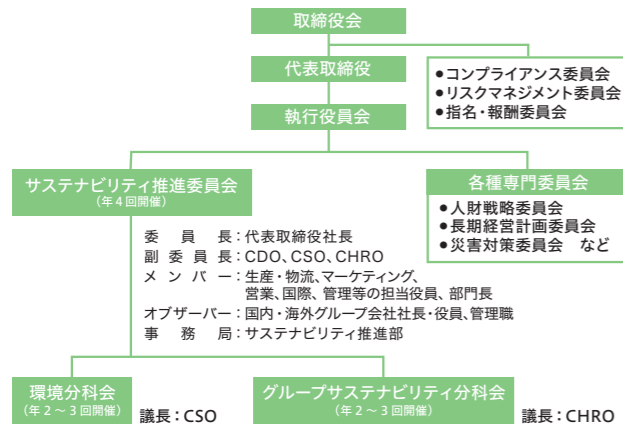 取締役会
代表取締役
●コンプライアンス委員会
●リスクマネジメント委員会
●指名・報酬委員会
執行役員会
サステナビリティ推進委員会
（年4回開催）
各種専門委員会
●人財戦略委員会
●長期経営計画委員会
●災害対策委員会 など
委員長：代表取締役社長
副委員長：CDO、CSO、CHRO
メンバー：生産・物流、マーケティング、
営業、国際、管理等の担当役員、部門長
オブザーバー：国内・海外グループ会社社長・役員、管理職
事務局：サステナビリティ推進部
環境分科会
（年2～3回開催）
議長：CSO
グループサステナビリティ分科会
（年2～3回開催）
議長：CHRO